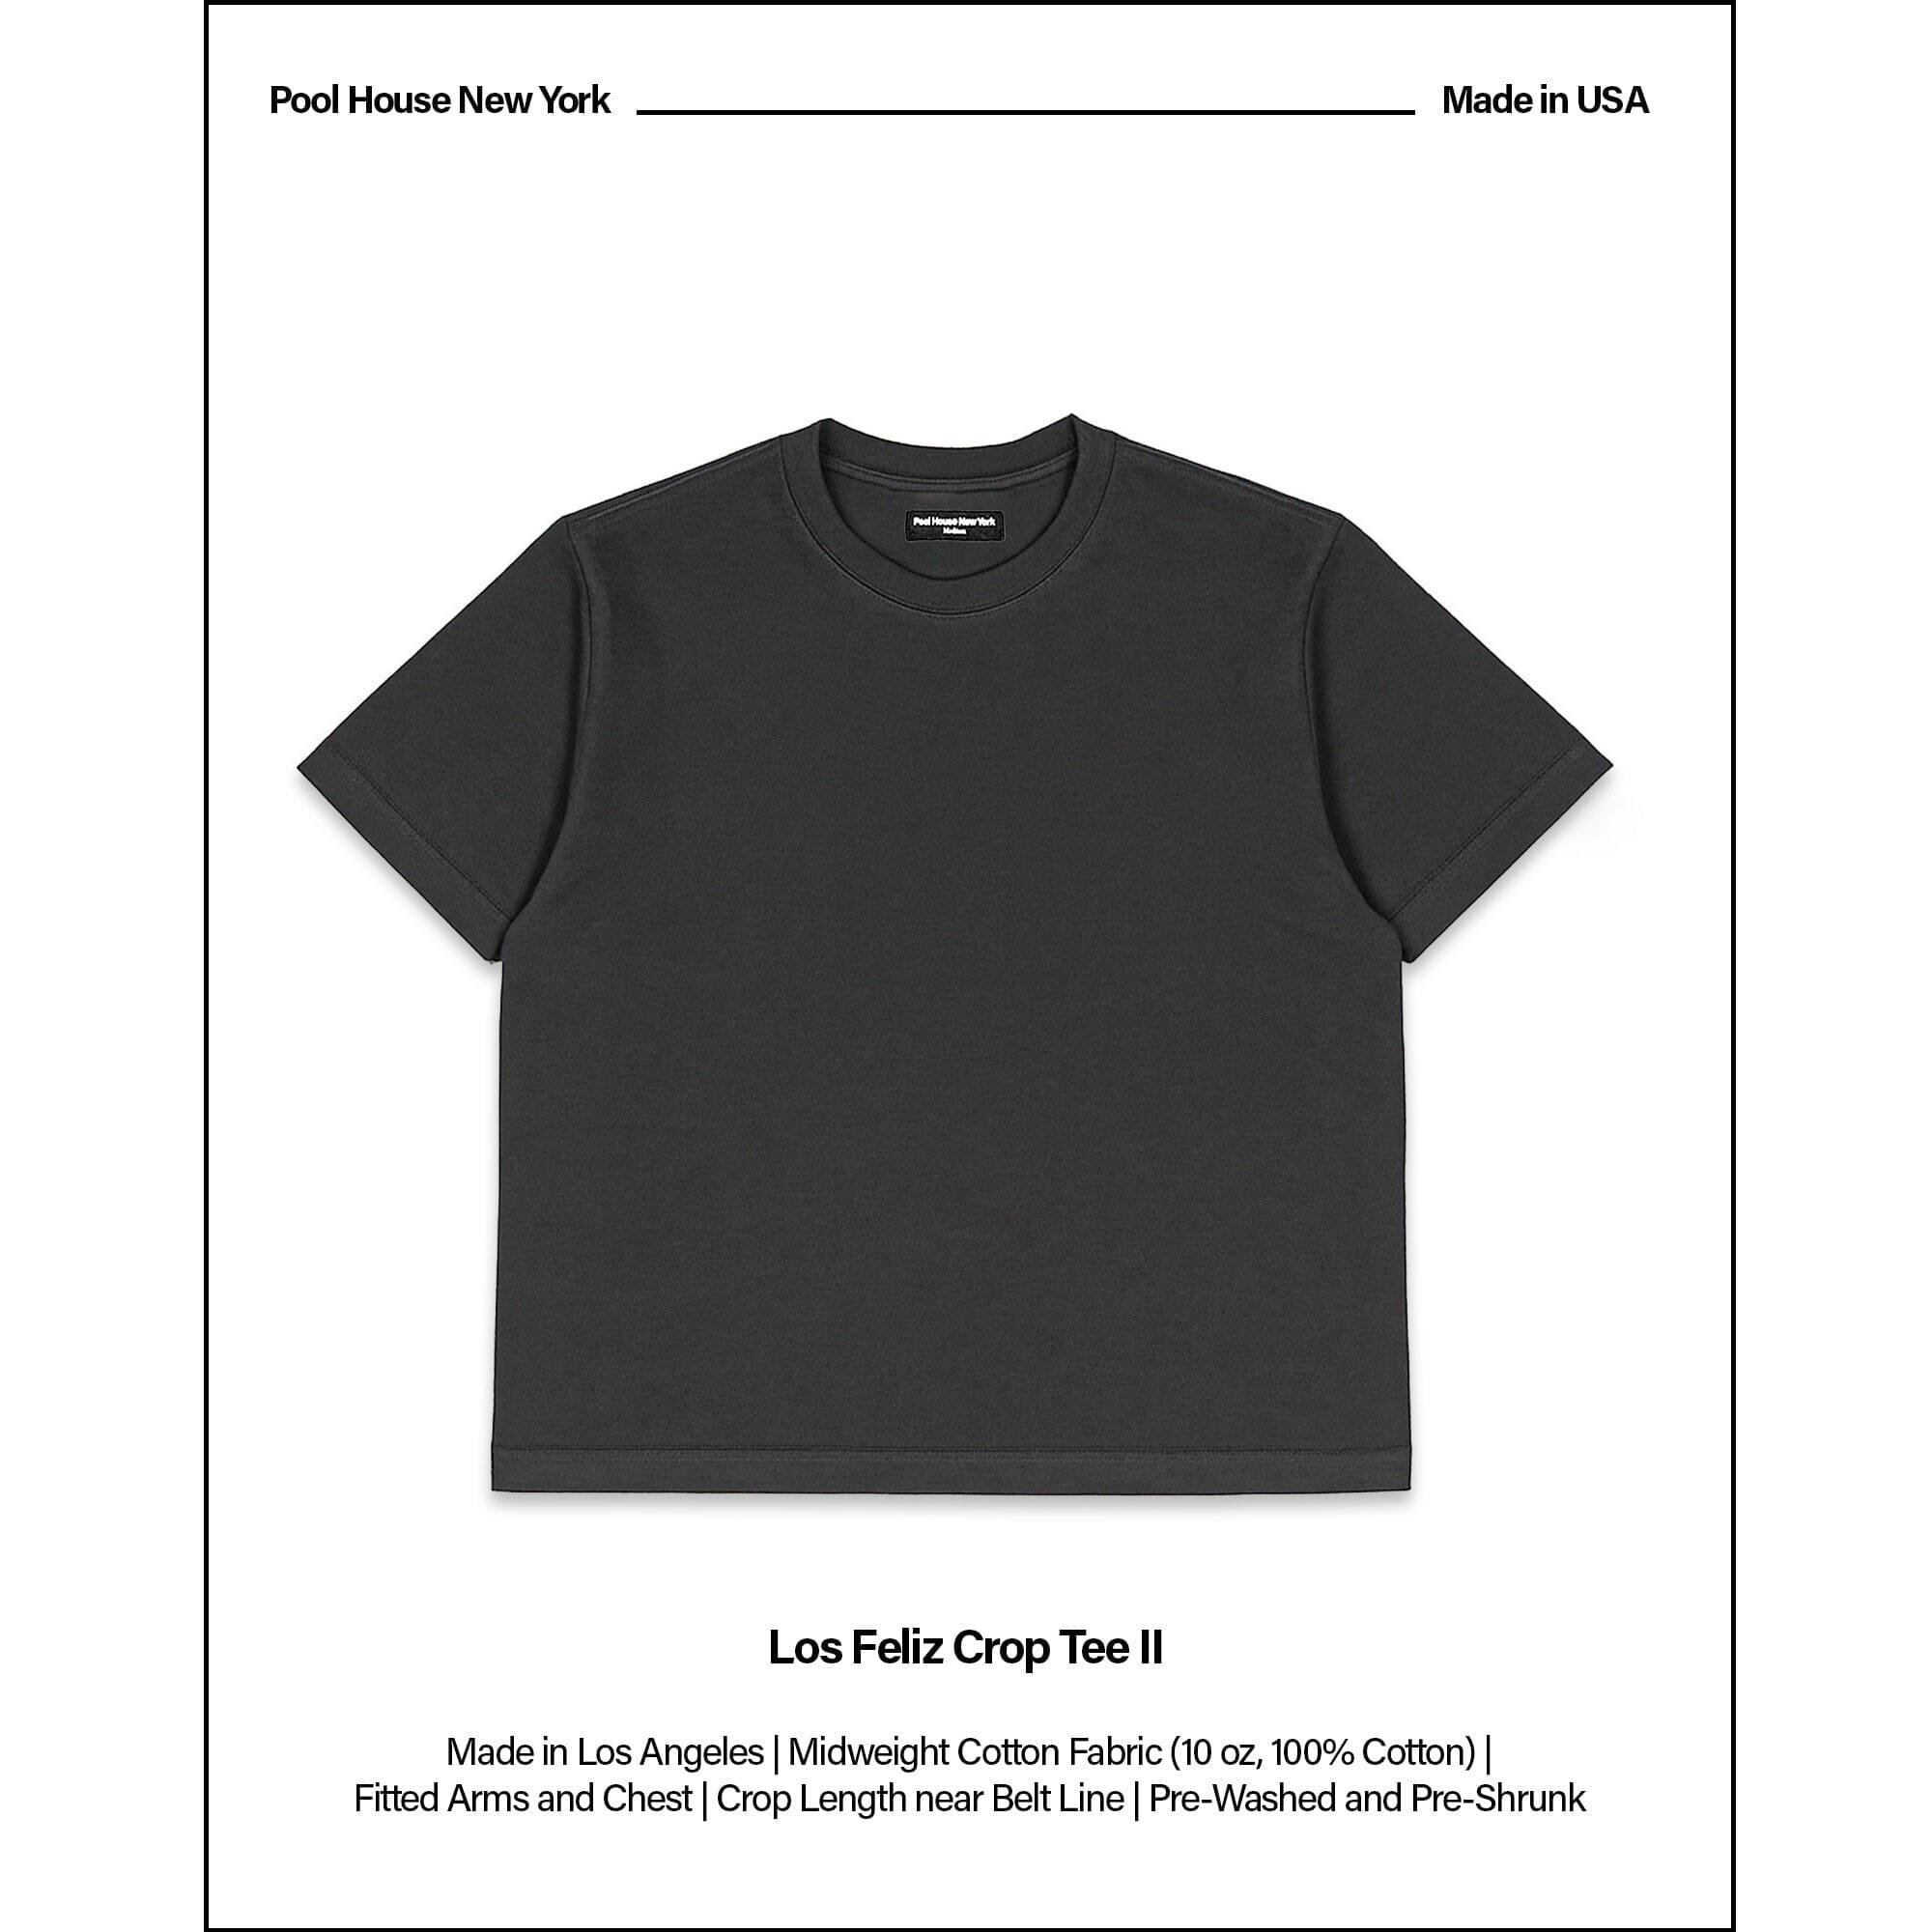 Pool House New York
Made in USA
Pool House New York
Medium
Los Feliz Crop Tee II
Made in Los Angeles | Midweight Cotton Fabric (10 oz, 100% Cotton) |
Fitted Arms and Chest | Crop Length near Belt Line | Pre-Washed and Pre-Shrunk